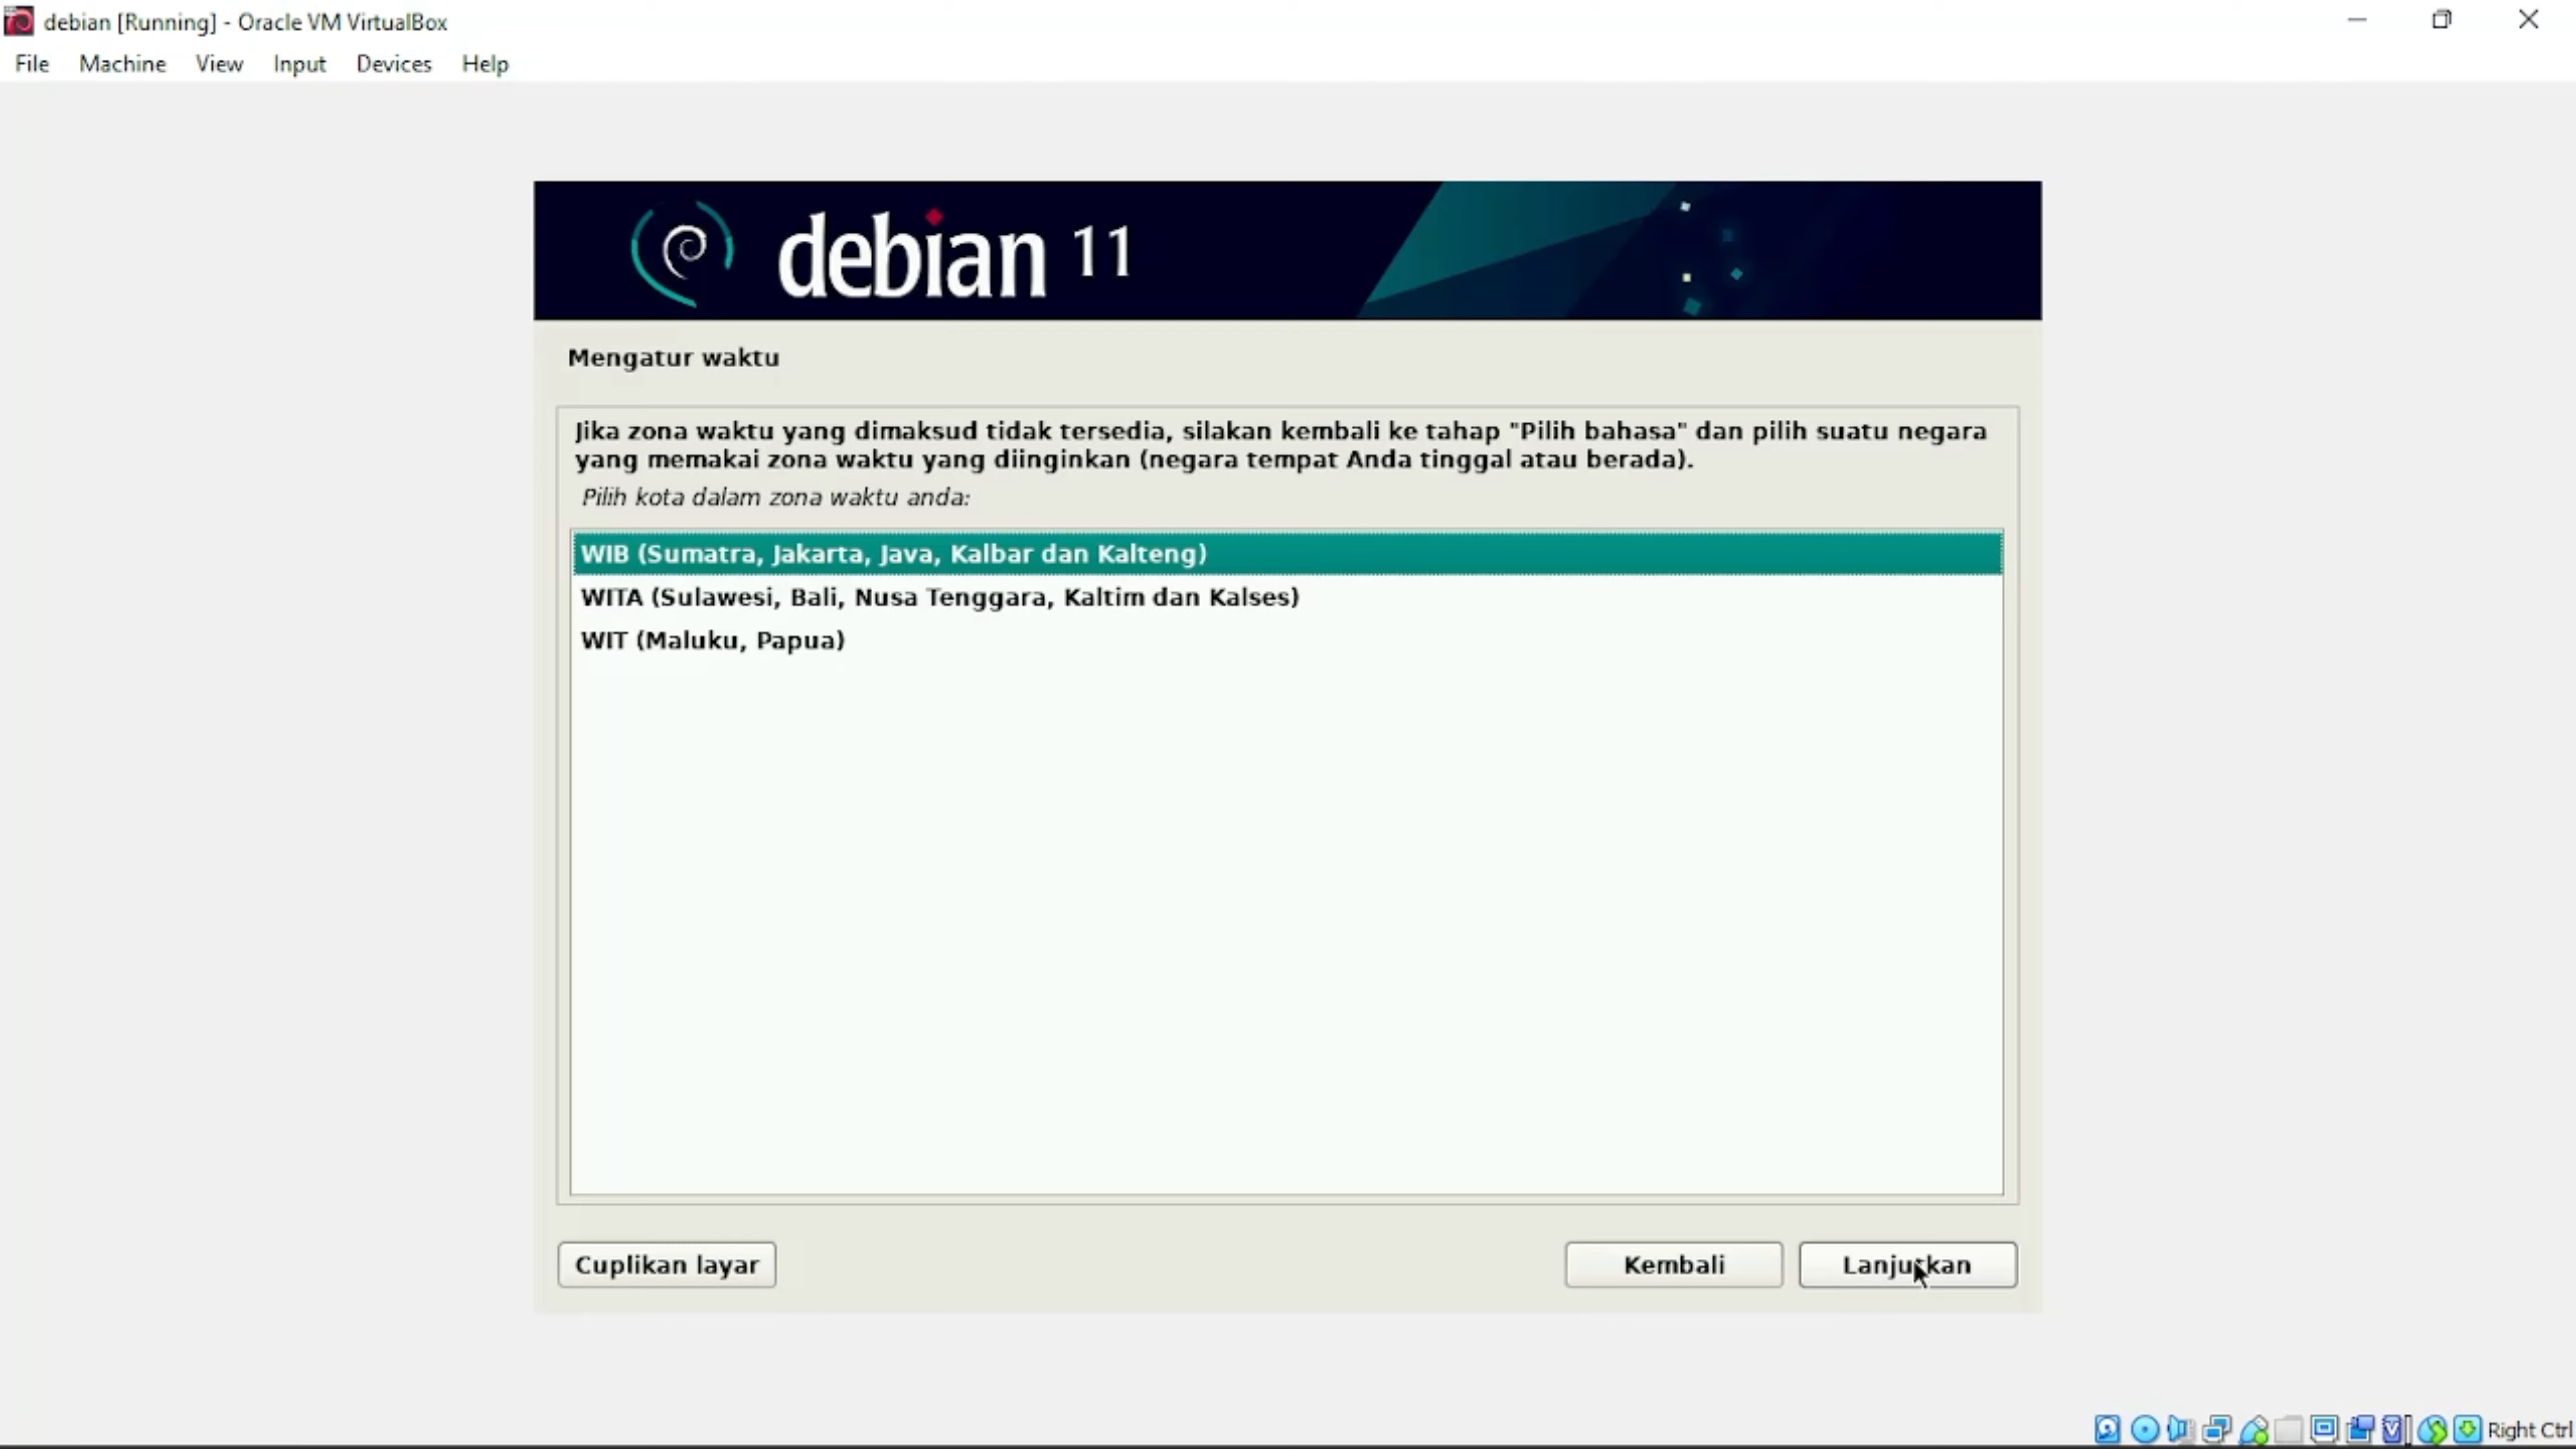 debian [Running] - Oracle VM VirtualBox
File Machine View Input Devices Help
debian 11
Mengatur waktu
Jika zona waktu yang dimaksud tidak tersedia, silakan kembali ke tahap "Pilih bahasa" dan pilih suatu negara
yang memakai zona waktu yang diinginkan (negara tempat Anda tinggal atau berada).
Pilih kota dalam zona waktu anda:
WIB (Sumatra, Jakarta, Java, Kalbar dan Kalteng)
WITA (Sulawesi, Bali, Nusa Tenggara, Kaltim dan Kalses)
WIT (Maluku, Papua)
Cuplikan layar Kembali Lanjutkan
Right Ctrl